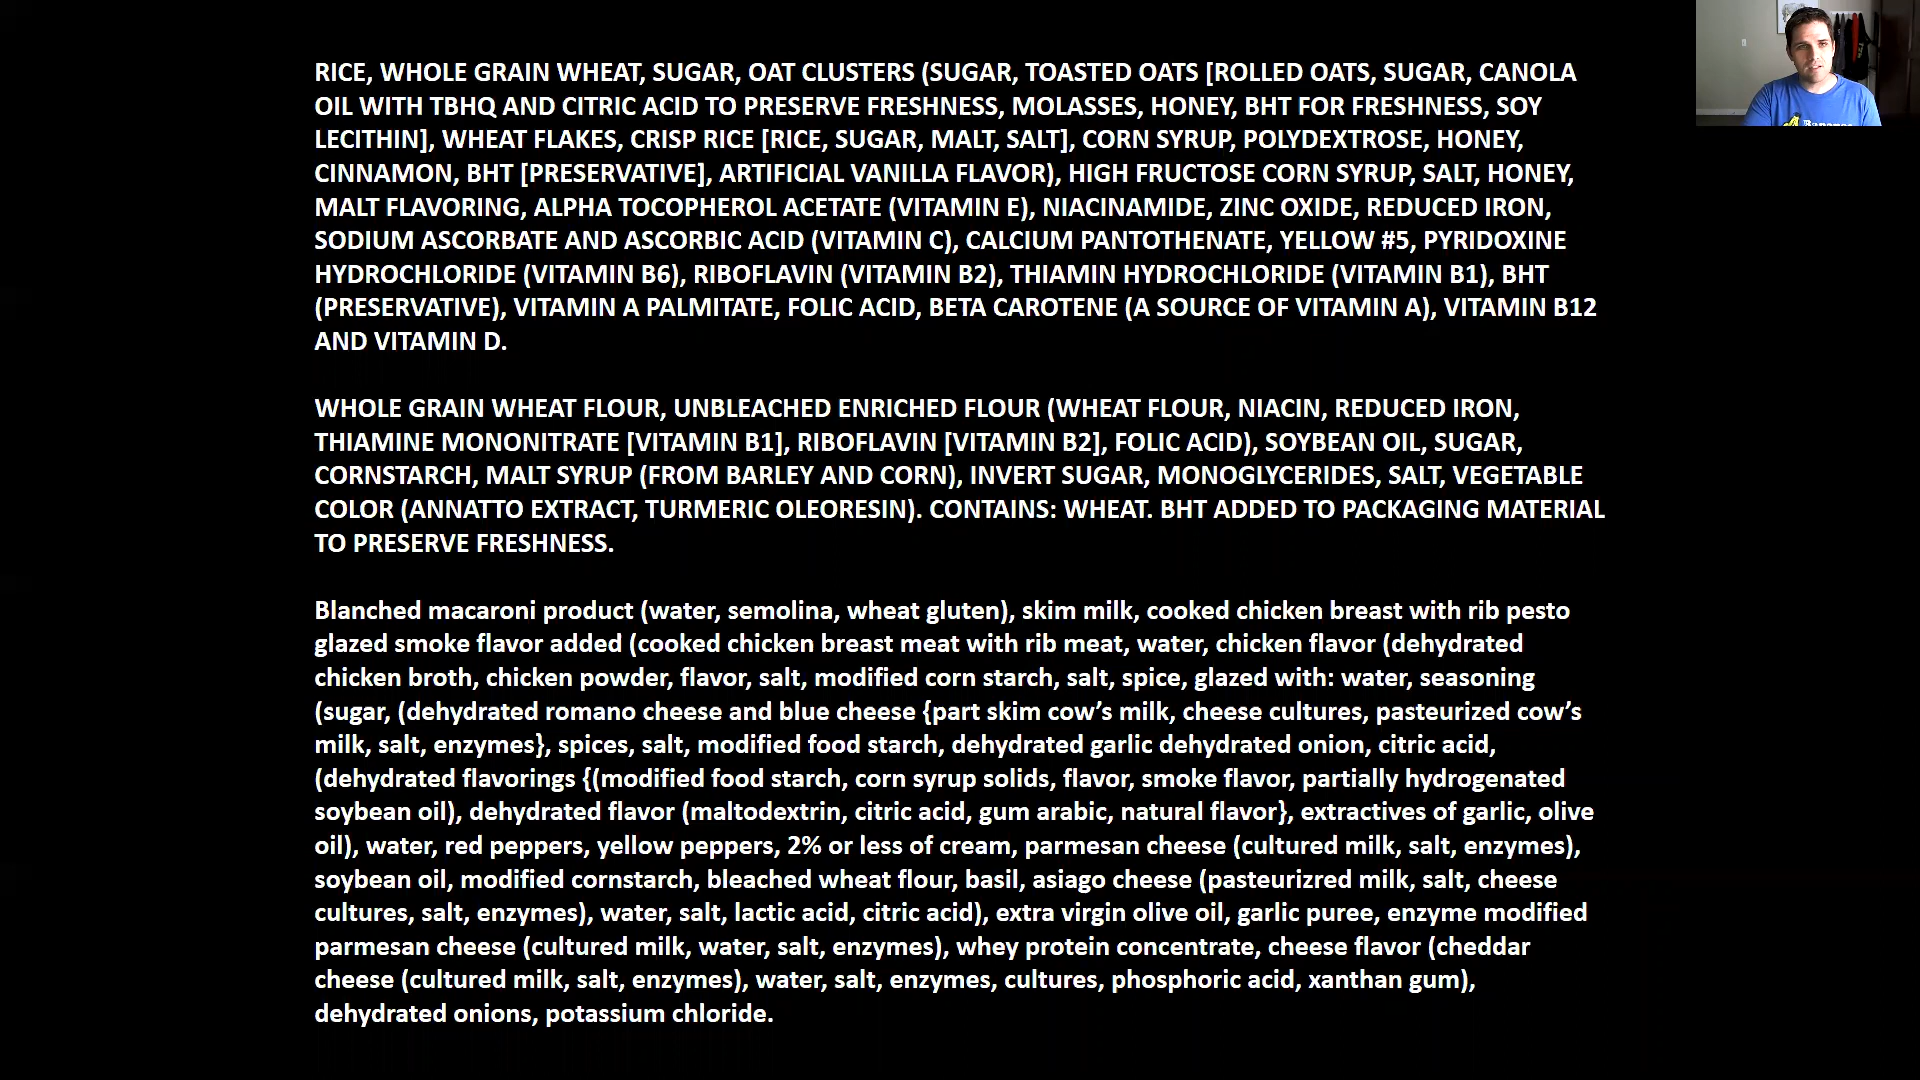 RICE, WHOLE GRAIN WHEAT, SUGAR, OAT CLUSTERS (SUGAR, TOASTED OATS [ROLLED OATS, SUGAR, CANOLA
OIL WITH TBHQ AND CITRIC ACID TO PRESERVE FRESHNESS, MOLASSES, HONEY, BHT FOR FRESHNESS, SOY
LECITHIN], WHEAT FLAKES, CRISP RICE [RICE, SUGAR, MALT, SALT], CORN SYRUP, POLYDEXTROSE, HONEY,
CINNAMON, BHT [PRESERVATIVE], ARTIFICIAL VANILLA FLAVOR), HIGH FRUCTOSE CORN SYRUP, SALT, HONEY,
MALT FLAVORING, ALPHA TOCOPHEROL ACETATE (VITAMIN E), NIACINAMIDE, ZINC OXIDE, REDUCED IRON,
SODIUM ASCORBATE AND ASCORBIC ACID (VITAMIN C), CALCIUM PANTOTHENATE, YELLOW #5, PYRIDOXINE
HYDROCHLORIDE (VITAMIN B6), RIBOFLAVIN (VITAMIN B2), THIAMIN HYDROCHLORIDE (VITAMIN B1), BHT
(PRESERVATIVE), VITAMIN A PALMITATE, FOLIC ACID, BETA CAROTENE (A SOURCE OF VITAMIN A), VITAMIN B12
AND VITAMIN D.
WHOLE GRAIN WHEAT FLOUR, UNBLEACHED ENRICHED FLOUR (WHEAT FLOUR, NIACIN, REDUCED IRON,
THIAMINE MONONITRATE [VITAMIN B1], RIBOFLAVIN [VITAMIN B2], FOLIC ACID), SOYBEAN OIL, SUGAR,
CORNSTARCH, MALT SYRUP (FROM BARLEY AND CORN), INVERT SUGAR, MONOGLYCERIDES, SALT, VEGETABLE
COLOR (ANNATTO EXTRACT, TURMERIC OLEORESIN). CONTAINS: WHEAT. BHT ADDED TO PACKAGING MATERIAL
TO PRESERVE FRESHNESS.
Blanched macaroni product (water, semolina, wheat gluten), skim milk, cooked chicken breast with rib pesto
glazed smoke flavor added (cooked chicken breast meat with rib meat, water, chicken flavor (dehydrated
chicken broth, chicken powder, flavor, salt, modified corn starch, salt, spice, glazed with: water, seasoning
(sugar, (dehydrated romano cheese and blue cheese {part skim cow’s milk, cheese cultures, pasteurized cow’s
milk, salt, enzymes}, spices, salt, modified food starch, dehydrated garlic dehydrated onion, citric acid,
(dehydrated flavorings {(modified food starch, corn syrup solids, flavor, smoke flavor, partially hydrogenated
soybean oil), dehydrated flavor (maltodextrin, citric acid, gum arabic, natural flavor}, extractives of garlic, olive
oil), water, red peppers, yellow peppers, 2% or less of cream, parmesan cheese (cultured milk, salt, enzymes),
soybean oil, modified cornstarch, bleached wheat flour, basil, asiago cheese (pasteurizred milk, salt, cheese
cultures, salt, enzymes), water, salt, lactic acid, citric acid), extra virgin olive oil, garlic puree, enzyme modified
parmesan cheese (cultured milk, water, salt, enzymes), whey protein concentrate, cheese flavor (cheddar
cheese (cultured milk, salt, enzymes), water, salt, enzymes, cultures, phosphoric acid, xanthan gum),
dehydrated onions, potassium chloride.